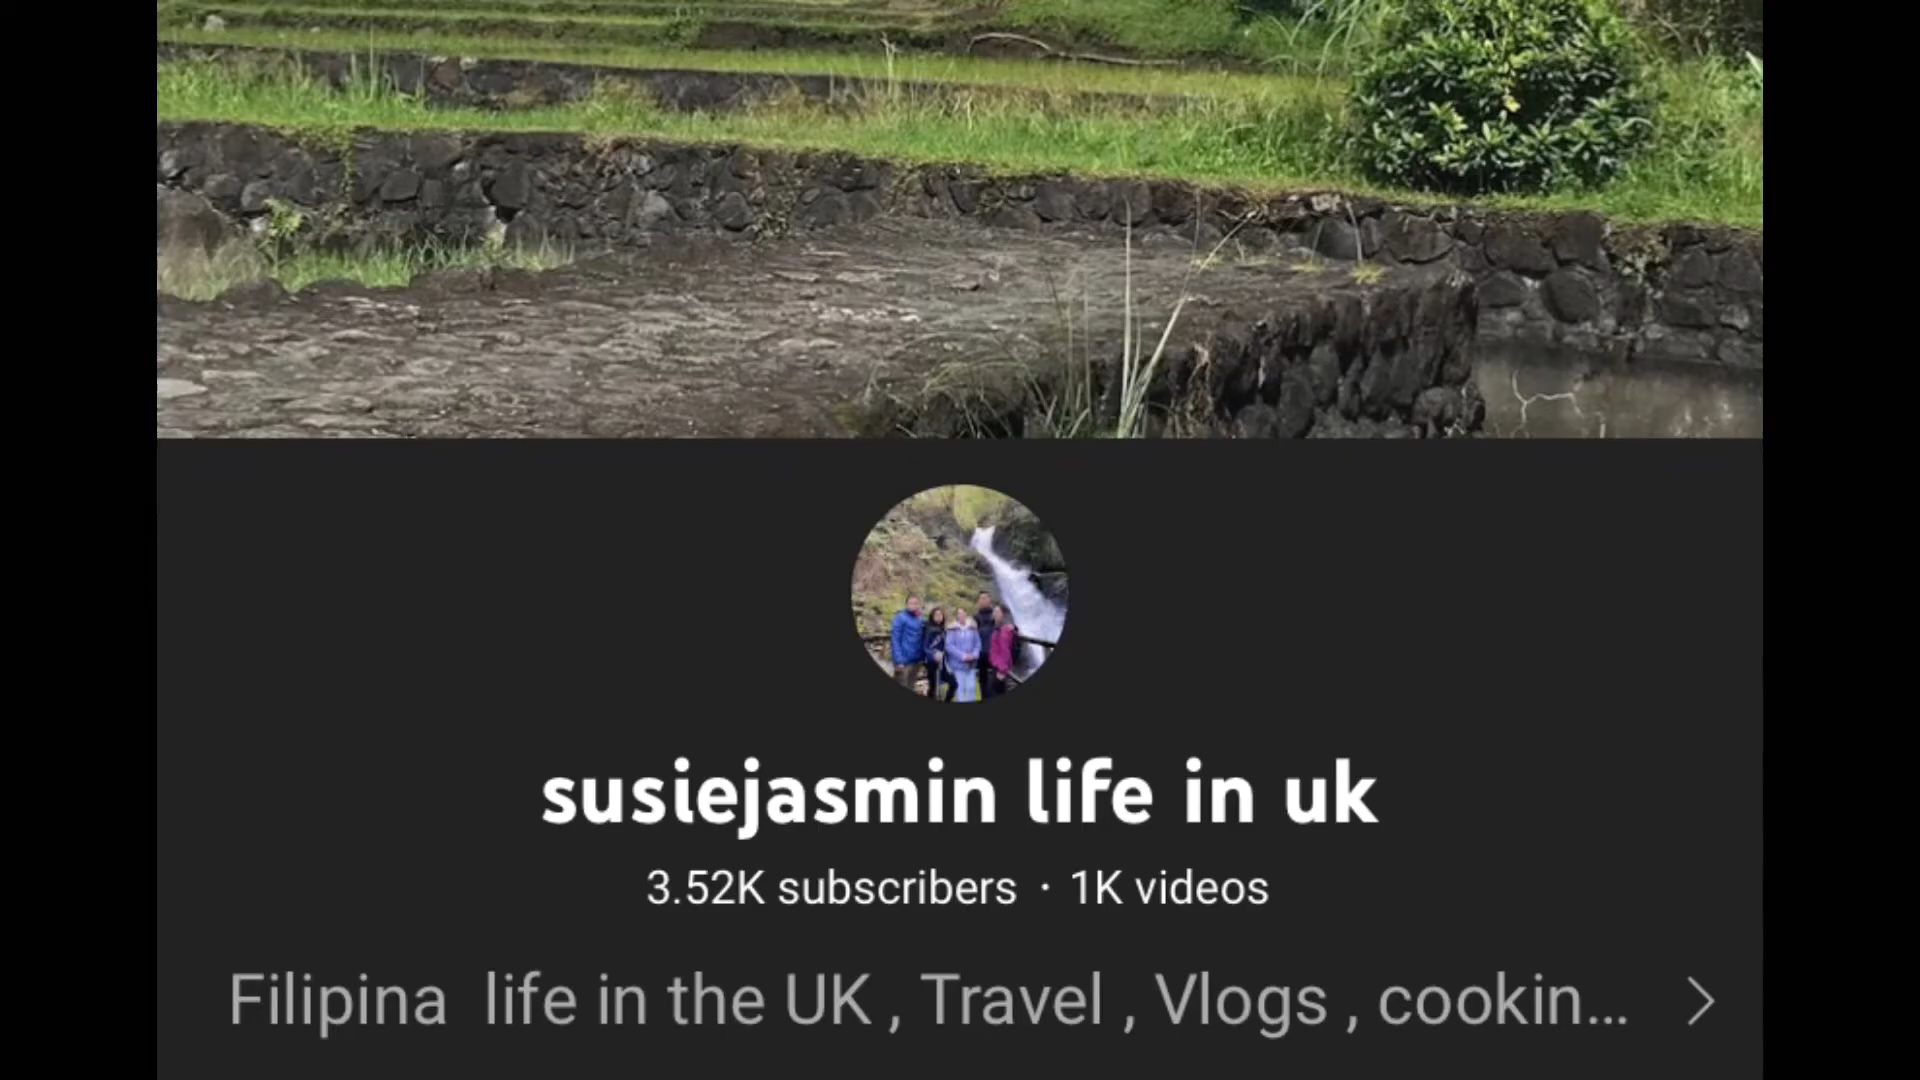 susiejasmin life in uk
3.52K subscribers · 1K videos
Filipina life in the UK , Travel , Vlogs , cookin...